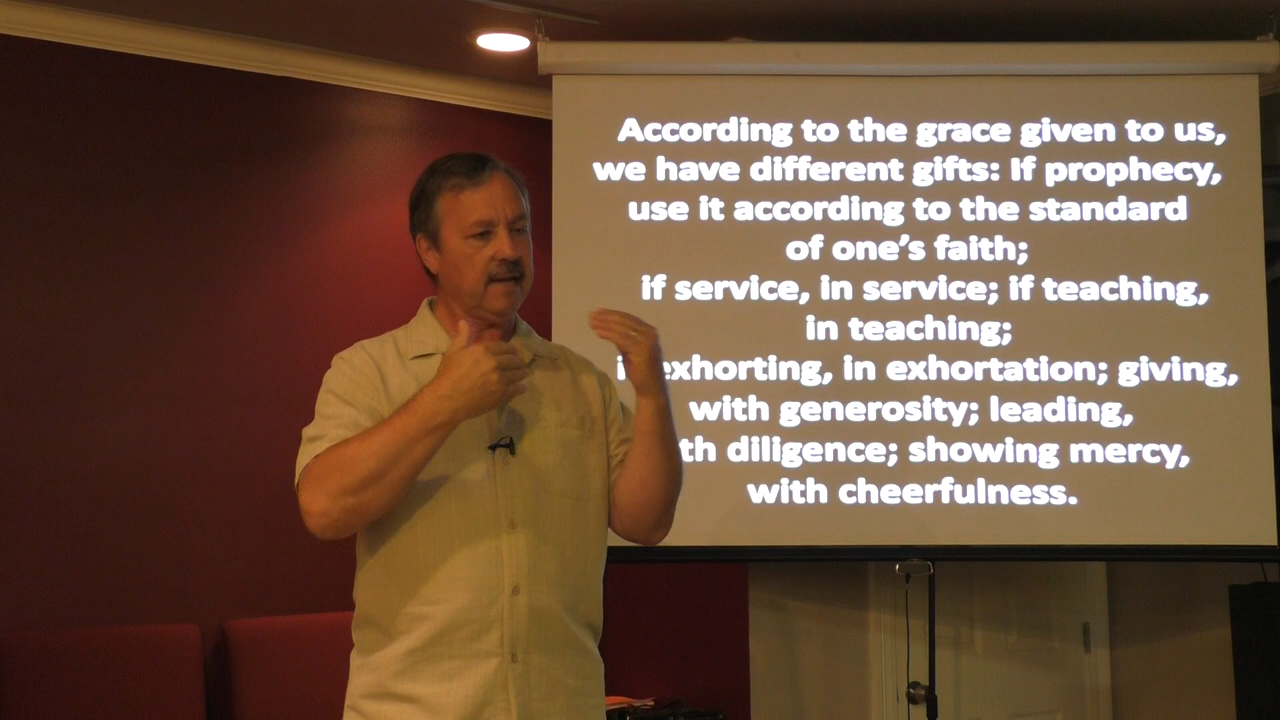 According to the grace given to us,
we have different gifts: If prophecy,
use it according to the standard
of one's faith;
if service, in service; if teaching,
in teaching;
exhorting, in exhortation; giving,
with generosity; leading,
diligence; showing mercy,
with cheerfulness.